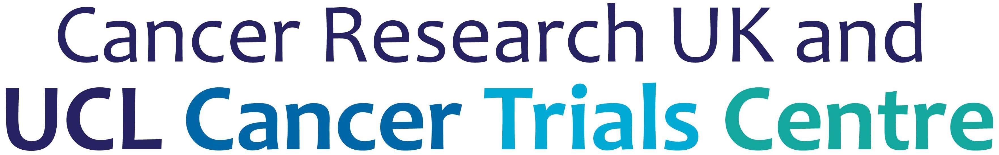 Cancer Research UK and
UCL Cancer Trials Centre